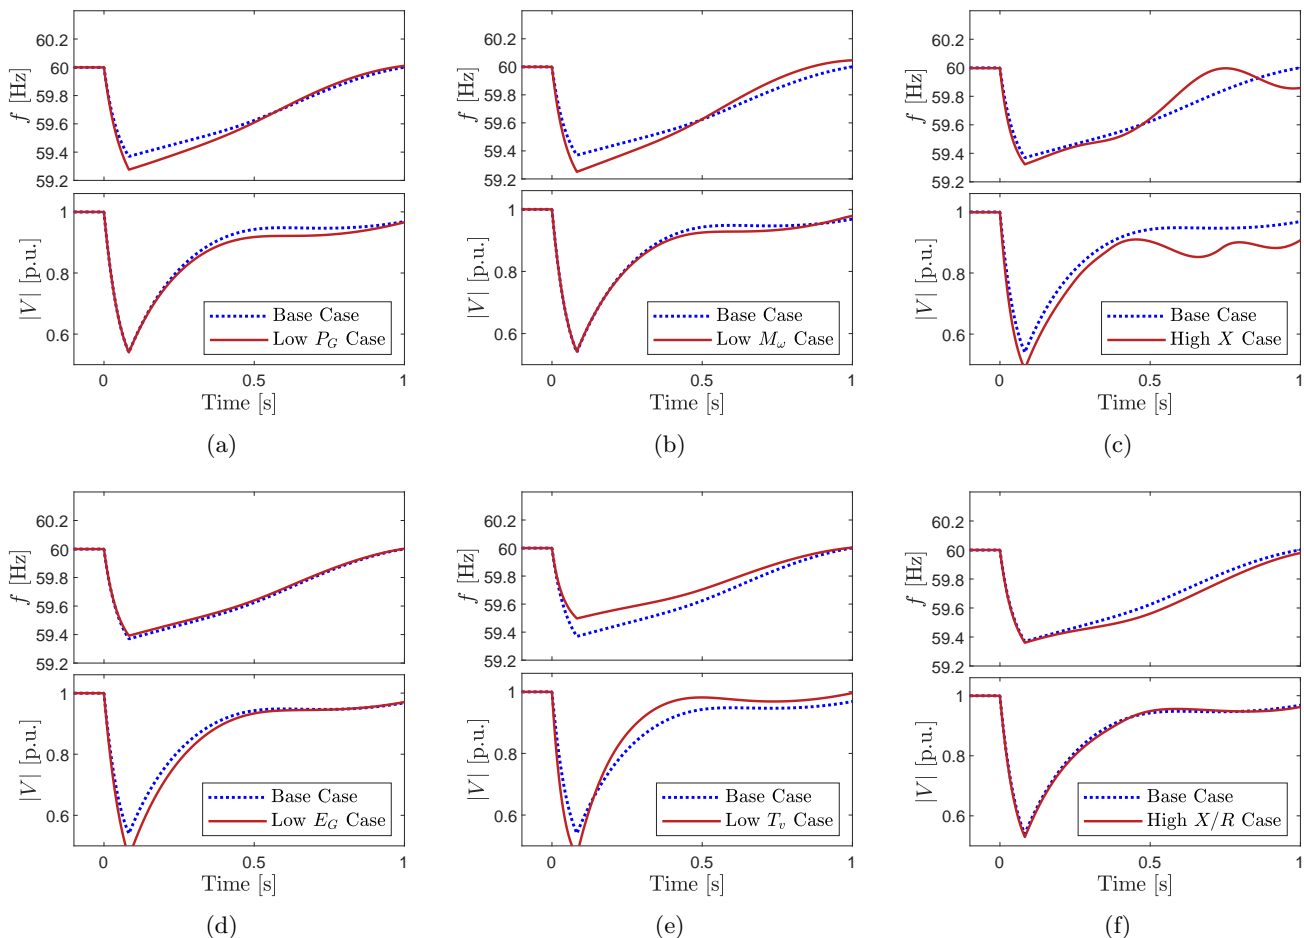 60.2
60
59.8
59.6
59.4
59.2
f [Hz]
1
0.8
0.6
|V| [p.u.]
Base Case
Low P_G Case
0
0.5
1
Time [s]
(a)
60.2
60
59.8
59.6
59.4
59.2
f [Hz]
1
0.8
0.6
|V| [p.u.]
Base Case
Low M_ω Case
0
0.5
1
Time [s]
(b)
60.2
60
59.8
59.6
59.4
59.2
f [Hz]
1
0.8
0.6
|V| [p.u.]
Base Case
High X Case
0
0.5
1
Time [s]
(c)
60.2
60
59.8
59.6
59.4
59.2
f [Hz]
1
0.8
0.6
|V| [p.u.]
Base Case
Low E_G Case
0
0.5
1
Time [s]
(d)
60.2
60
59.8
59.6
59.4
59.2
f [Hz]
1
0.8
0.6
|V| [p.u.]
Base Case
Low T_v Case
0
0.5
1
Time [s]
(e)
60.2
60
59.8
59.6
59.4
59.2
f [Hz]
1
0.8
0.6
|V| [p.u.]
Base Case
High X/R Case
0
0.5
1
Time [s]
(f)